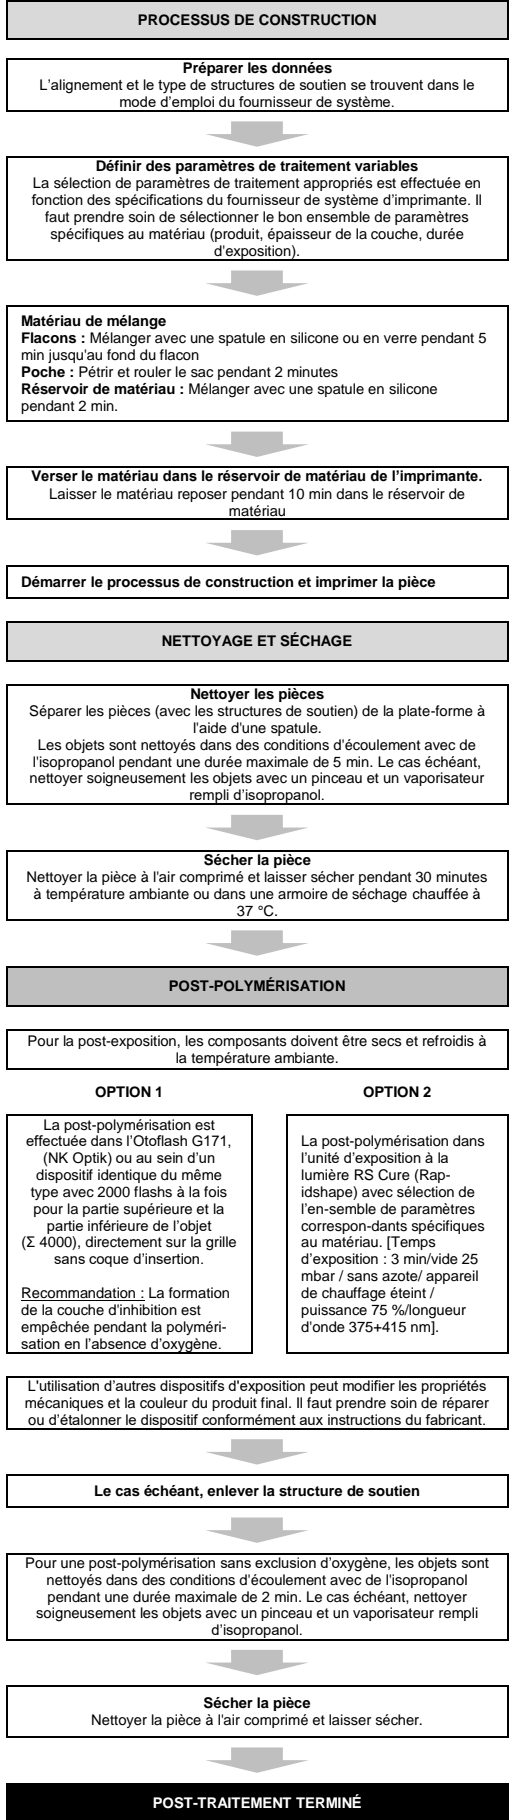 PROCESSUS DE CONSTRUCTION
Préparer les données
L'alignement et le type de structures de soutien se trouvent dans le
mode d'emploi du fournisseur de système.
Définir des paramètres de traitement variables
La sélection de paramètres de traitement appropriés est effectuée en
fonction des spécifications du fournisseur de système d'imprimante. Il
faut prendre soin de sélectionner le bon ensemble de paramètres
spécifiques au matériau (produit, épaisseur de la couche, durée
d'exposition).
Matériau de mélange
Flacons : Mélanger avec une spatule en silicone ou en verre pendant 5
min jusqu'au fond du flacon
Poche : Pétrir et rouler le sac pendant 2 minutes
Réservoir de matériau : Mélanger avec une spatule en silicone
pendant 2 min.
Verser le matériau dans le réservoir de matériau de l'imprimante.
Laisser le matériau reposer pendant 10 min dans le réservoir de
matériau
Démarrer le processus de construction et imprimer la pièce
NETTOYAGE ET SÉCHAGE
Nettoyer les pièces
Séparer les pièces (avec les structures de soutien) de la plate-forme à
l'aide d'une spatule.
Les objets sont nettoyés dans des conditions d'écoulement avec de
l'isopropanol pendant une durée maximale de 5 min. Le cas échéant,
nettoyer soigneusement les objets avec un pinceau et un vaporisateur
rempli d'isopropanol.
Sécher la pièce
Nettoyer la pièce à l'air comprimé et laisser sécher pendant 30 minutes
à température ambiante ou dans une armoire de séchage chauffée à
37 °C.
POST-POLYMÉRISATION
Pour la post-exposition, les composants doivent être secs et refroidis à
la température ambiante.
OPTION 1
La post-polymérisation est
effectuée dans l'Otoflash G171,
(NK Optik) ou au sein d'un
dispositif identique du même
type avec 2000 flashs à la fois
pour la partie supérieure et la
partie inférieure de l'objet
(Σ 4000), directement sur la grille
sans coque d'insertion.
Recommandation : La formation
de la couche d'inhibition est
empêchée pendant la polyméri-
sation en l'absence d'oxygène.
OPTION 2
La post-polymérisation dans
l'unité d'exposition à la
lumière RS Cure (Rap-
idshape) avec sélection de
l'en-semble de paramètres
correspon-dants spécifiques
au matériau. [Temps
d'exposition : 3 min/vide 25
mbar / sans azote/ appareil
de chauffage éteint /
puissance 75 %/longueur
d'onde 375+415 nm].
L'utilisation d'autres dispositifs d'exposition peut modifier les propriétés
mécaniques et la couleur du produit final. Il faut prendre soin de réparer
ou d'étalonner le dispositif conformément aux instructions du fabricant.
Le cas échéant, enlever la structure de soutien
Pour une post-polymérisation sans exclusion d'oxygène, les objets sont
nettoyés dans des conditions d'écoulement avec de l'isopropanol
pendant une durée maximale de 2 min. Le cas échéant, nettoyer
soigneusement les objets avec un pinceau et un vaporisateur rempli
d'isopropanol.
Sécher la pièce
Nettoyer la pièce à l'air comprimé et laisser sécher.
POST-TRAITEMENT TERMINÉ